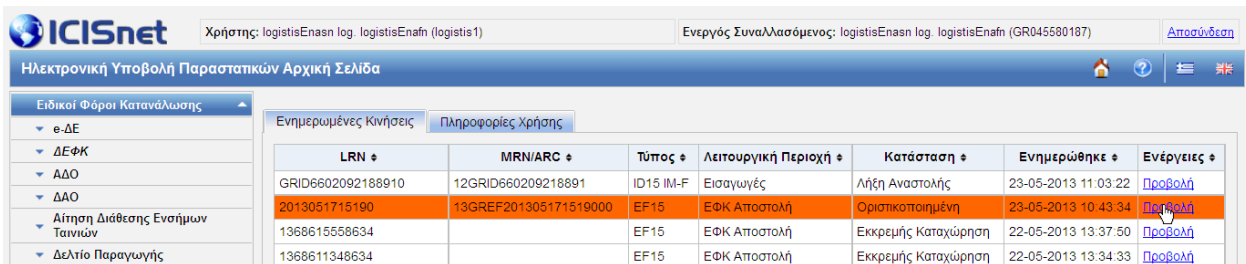 ICISnet Χρήστης: logistisEnasn log. logistisEnafn (logistis1) Ενεργός Συναλλασόμενος: logistisEnasn log. logistisEnafn (GR045580187) Αποσύνδεση
Ηλεκτρονική Υποβολή Παραστατικών Αρχική Σελίδα
Ειδικοί Φόροι Κατανάλωσης
e-ΔΕ
ΔΕΦΚ
ΑΔΟ
ΔΑΟ
Αίτηση Διάθεσης Ενσήμων
Ταινιών
Δελτίο Παραγωγής
Ενημερωμένες Κινήσεις Πληροφορίες Χρήσης
LRN MRN/ARC Τύπος Λειτουργική Περιοχή Κατάσταση Ενημερώθηκε Ενέργειες
GRID6602092188910 12GRID660209218891 ID15 IM-F Εισαγωγές Λήξη Αναστολής 23-05-2013 11:03:22 Προβολή
2013051715190 13GREF201305171519000 EF15 ΕΦΚ Αποστολή Οριστικοποιημένη 23-05-2013 10:43:34 Προβολή
1368615558634 EF15 ΕΦΚ Αποστολή Εκκρεμής Καταχώρηση 22-05-2013 13:37:50 Προβολή
1368611348634 EF15 ΕΦΚ Αποστολή Εκκρεμής Καταχώρηση 22-05-2013 13:34:33 Προβολή